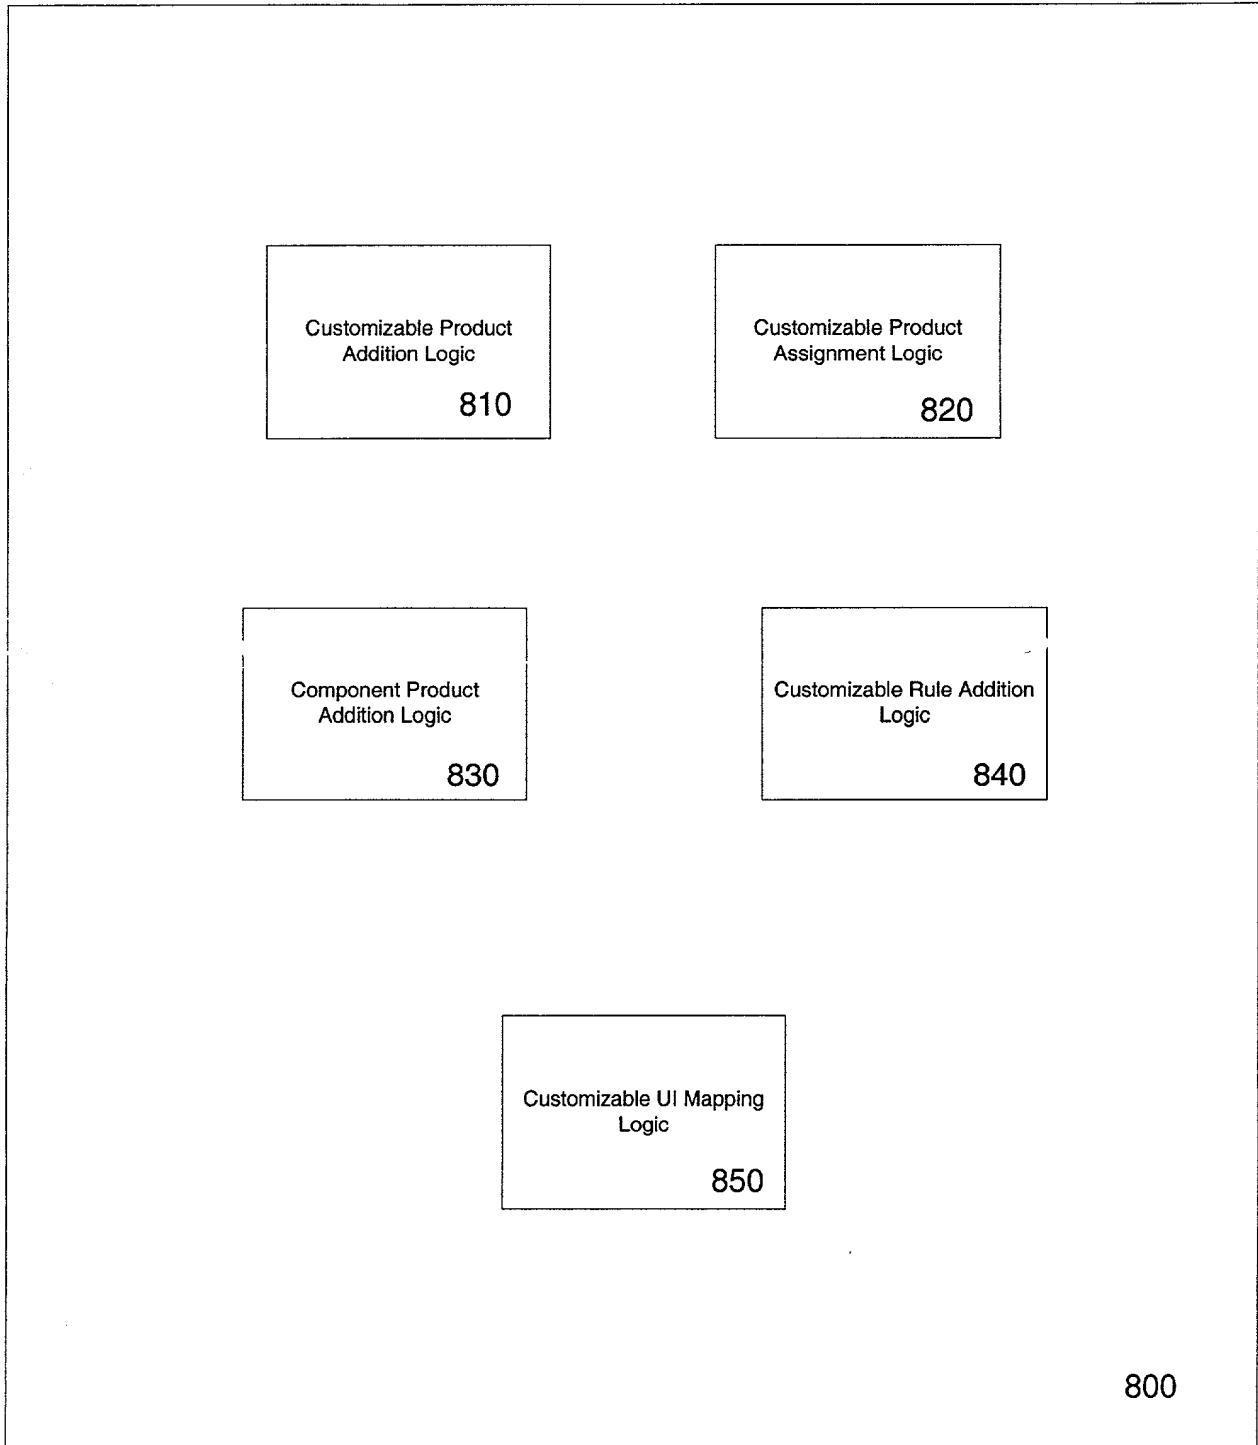 Customizable Product
Addition Logic
810
Customizable Product
Assignment Logic
820
Component Product
Addition Logic
830
Customizable Rule Addition
Logic
840
Customizable UI Mapping
Logic
850
800